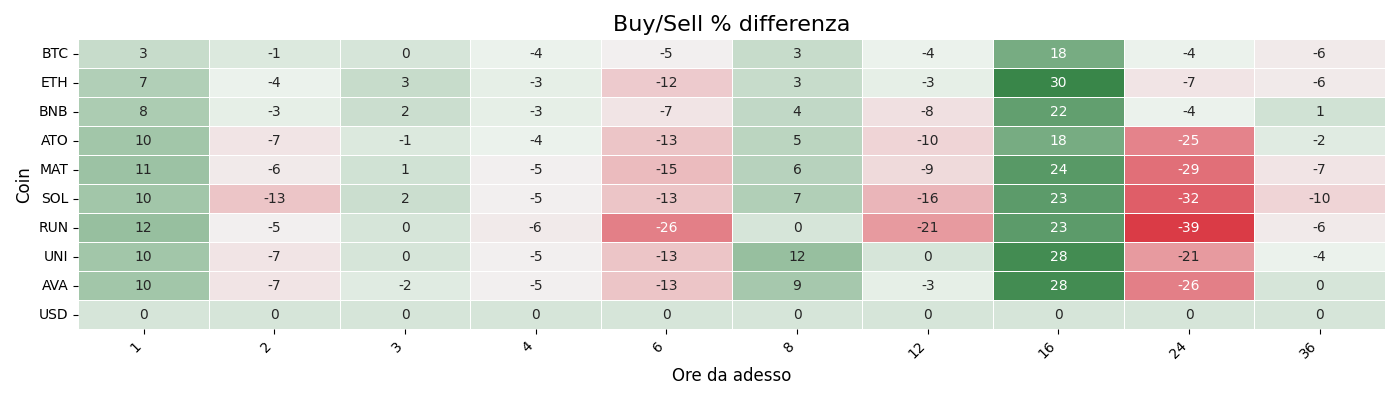 Buy/Sell % differenza
Coin
BTC 3 -1 0 -4 -5 3 -4 18 -4 -6
ETH 7 -4 3 -3 -12 3 -3 30 -7 -6
BNB 8 -3 2 -3 -7 4 -8 22 -4 1
ATO 10 -7 -1 -4 -13 5 -10 18 -25 -2
MAT 11 -6 1 -5 -15 6 -9 24 -29 -7
SOL 10 -13 2 -5 -13 7 -16 23 -32 -10
RUN 12 -5 0 -6 -26 0 -21 23 -39 -6
UNI 10 -7 0 -5 -13 12 0 28 -21 -4
AVA 10 -7 -2 -5 -13 9 -3 28 -26 0
USD 0 0 0 0 0 0 0 0 0 0
1 2 3 4 6 8 12 16 24 36
Ore da adesso